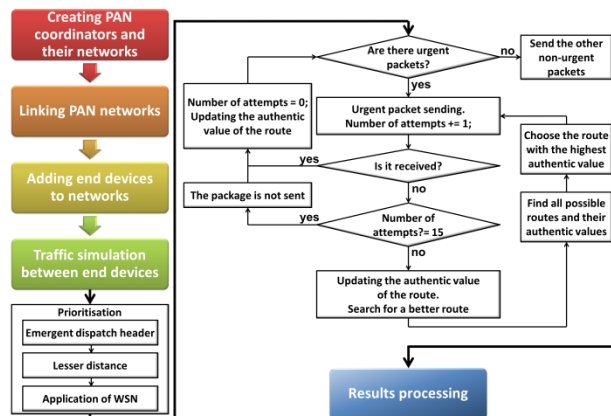 Creating PAN
coordinators and
their networks
Linking PAN networks
Adding end devices
to networks
Traffic simulation
between end devices
Prioritisation
Emergent dispatch header
Lesser distance
Application of WSN
Are there urgent
packets?
no
Send the other
non-urgent
packets
yes
Number of attempts = 0;
Updating the authentic
value of the route
Urgent packet sending.
Number of attempts += 1;
Choose the route
with the highest
authentic value
yes
Is it received?
no
The package is not sent
yes
Number of
attempts?= 15
no
Find all possible
routes and their
authentic values
Updating the authentic value
of the route.
Search for a better route
Results processing